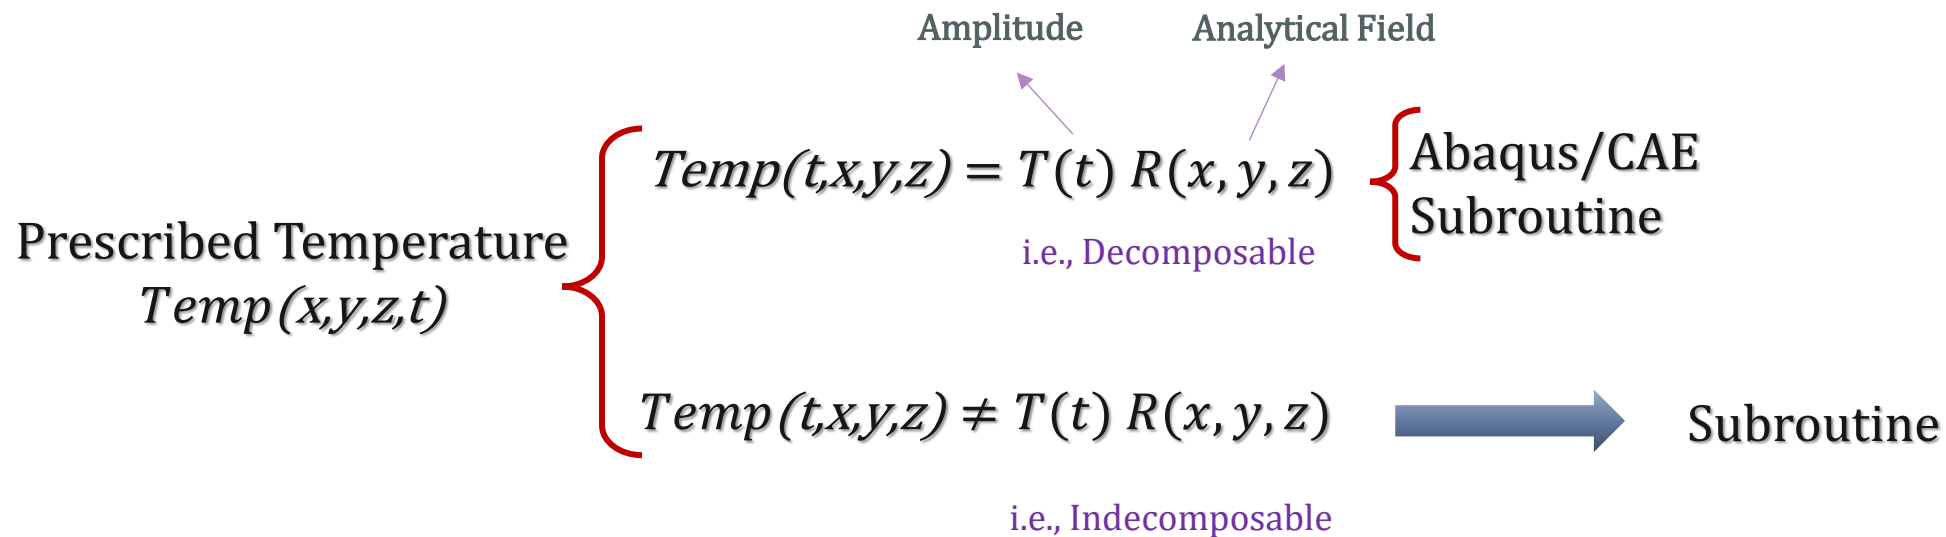 Amplitude
Analytical Field
Temp(t,x,y,z) = T(t) R(x, y, z)
Abaqus/CAE
Subroutine
i.e., Decomposable
Prescribed Temperature
Temp(x,y,z,t)
Temp(t,x,y,z) ≠ T(t) R(x, y, z)
Subroutine
i.e., Indecomposable